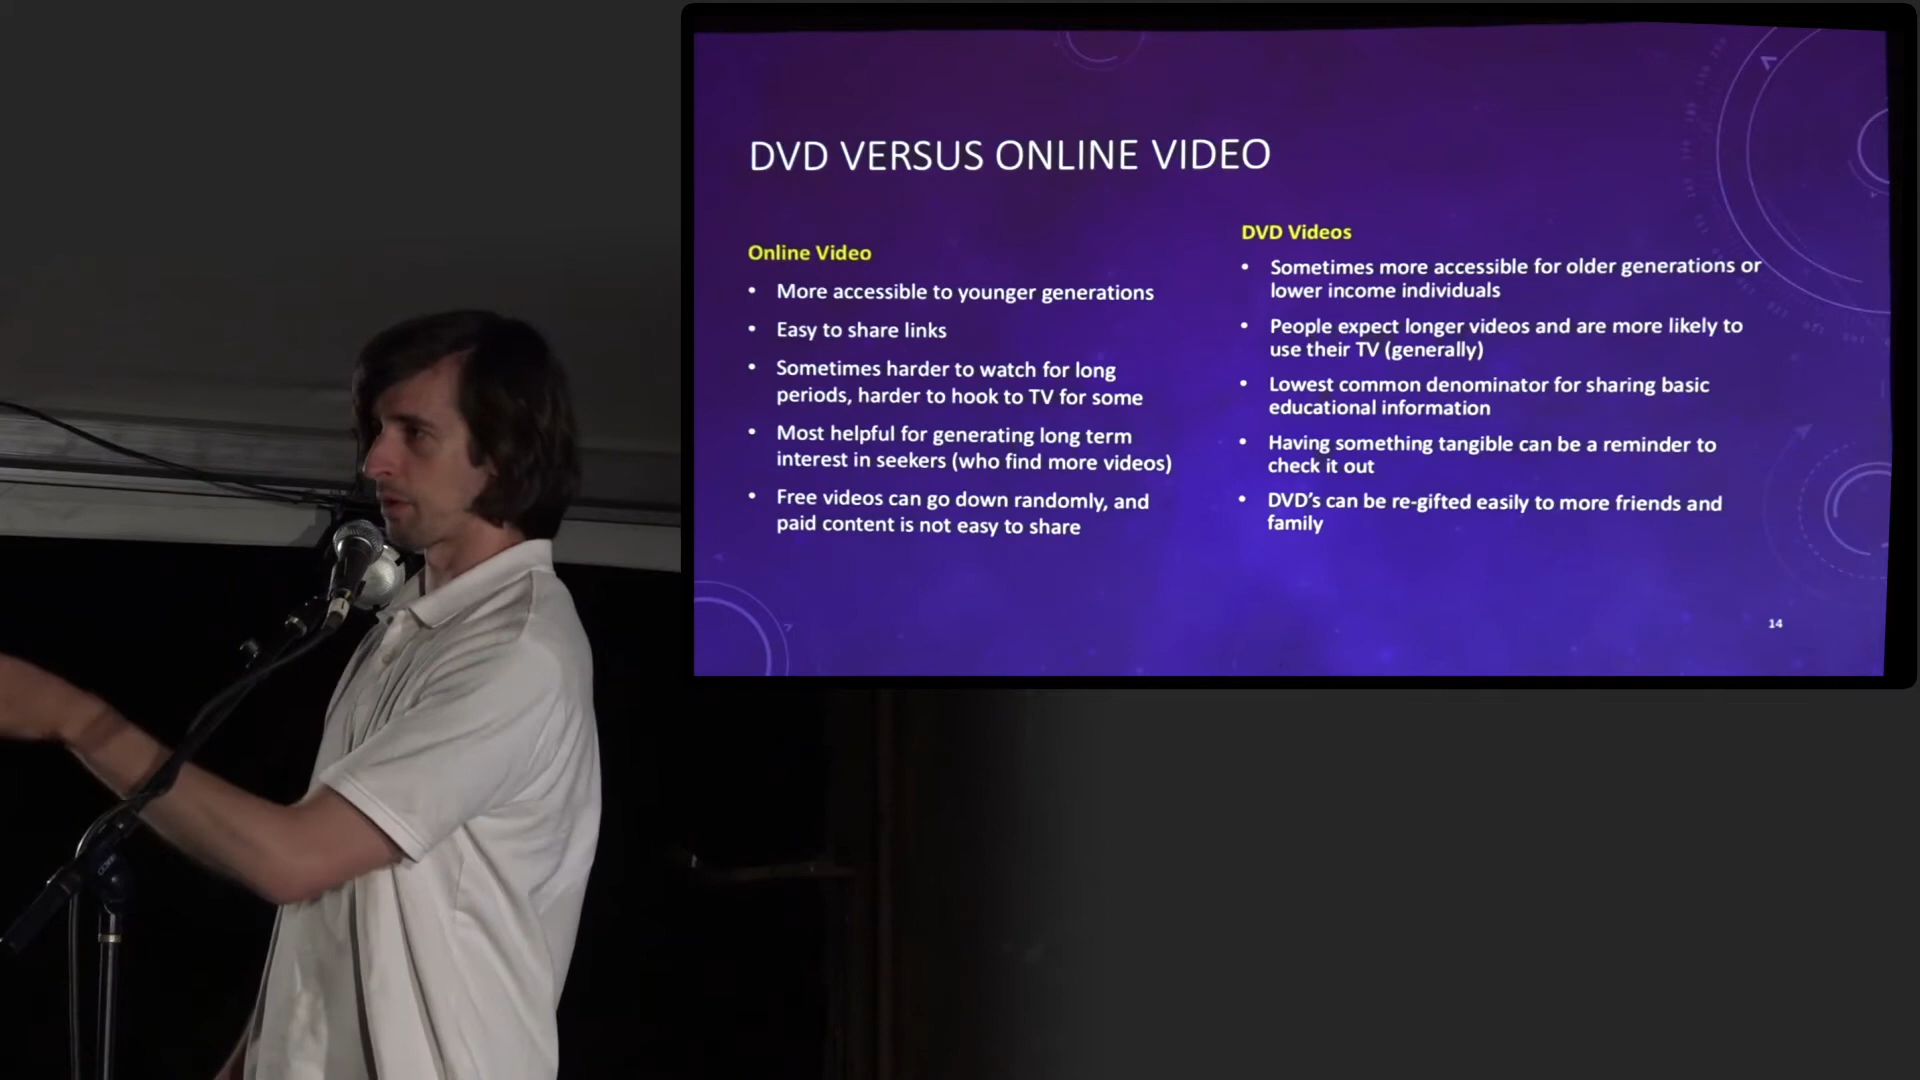 DVD VERSUS ONLINE VIDEO
Online Video
• More accessible to younger generations
• Easy to share links
• Sometimes harder to watch for long
periods, harder to hook to TV for some
• Most helpful for generating long term
interest in seekers (who find more videos)
• Free videos can go down randomly, and
paid content is not easy to share
DVD Videos
• Sometimes more accessible for older generations or
lower income individuals
• People expect longer videos and are more likely to
use their TV (generally)
• Lowest common denominator for sharing basic
educational information
• Having something tangible can be a reminder to
check it out
• DVD's can be re-gifted easily to more friends and
family
14